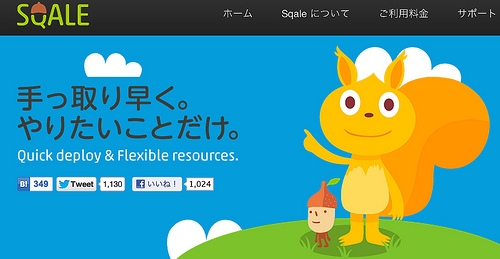 SQALE
ホーム Sqale について ご利用料金 サポート
手っ取り早く。
やりたいことだけ。
Quick deploy & Flexible resources.
B! 349 Tweet 1,130 いいね! 1,024